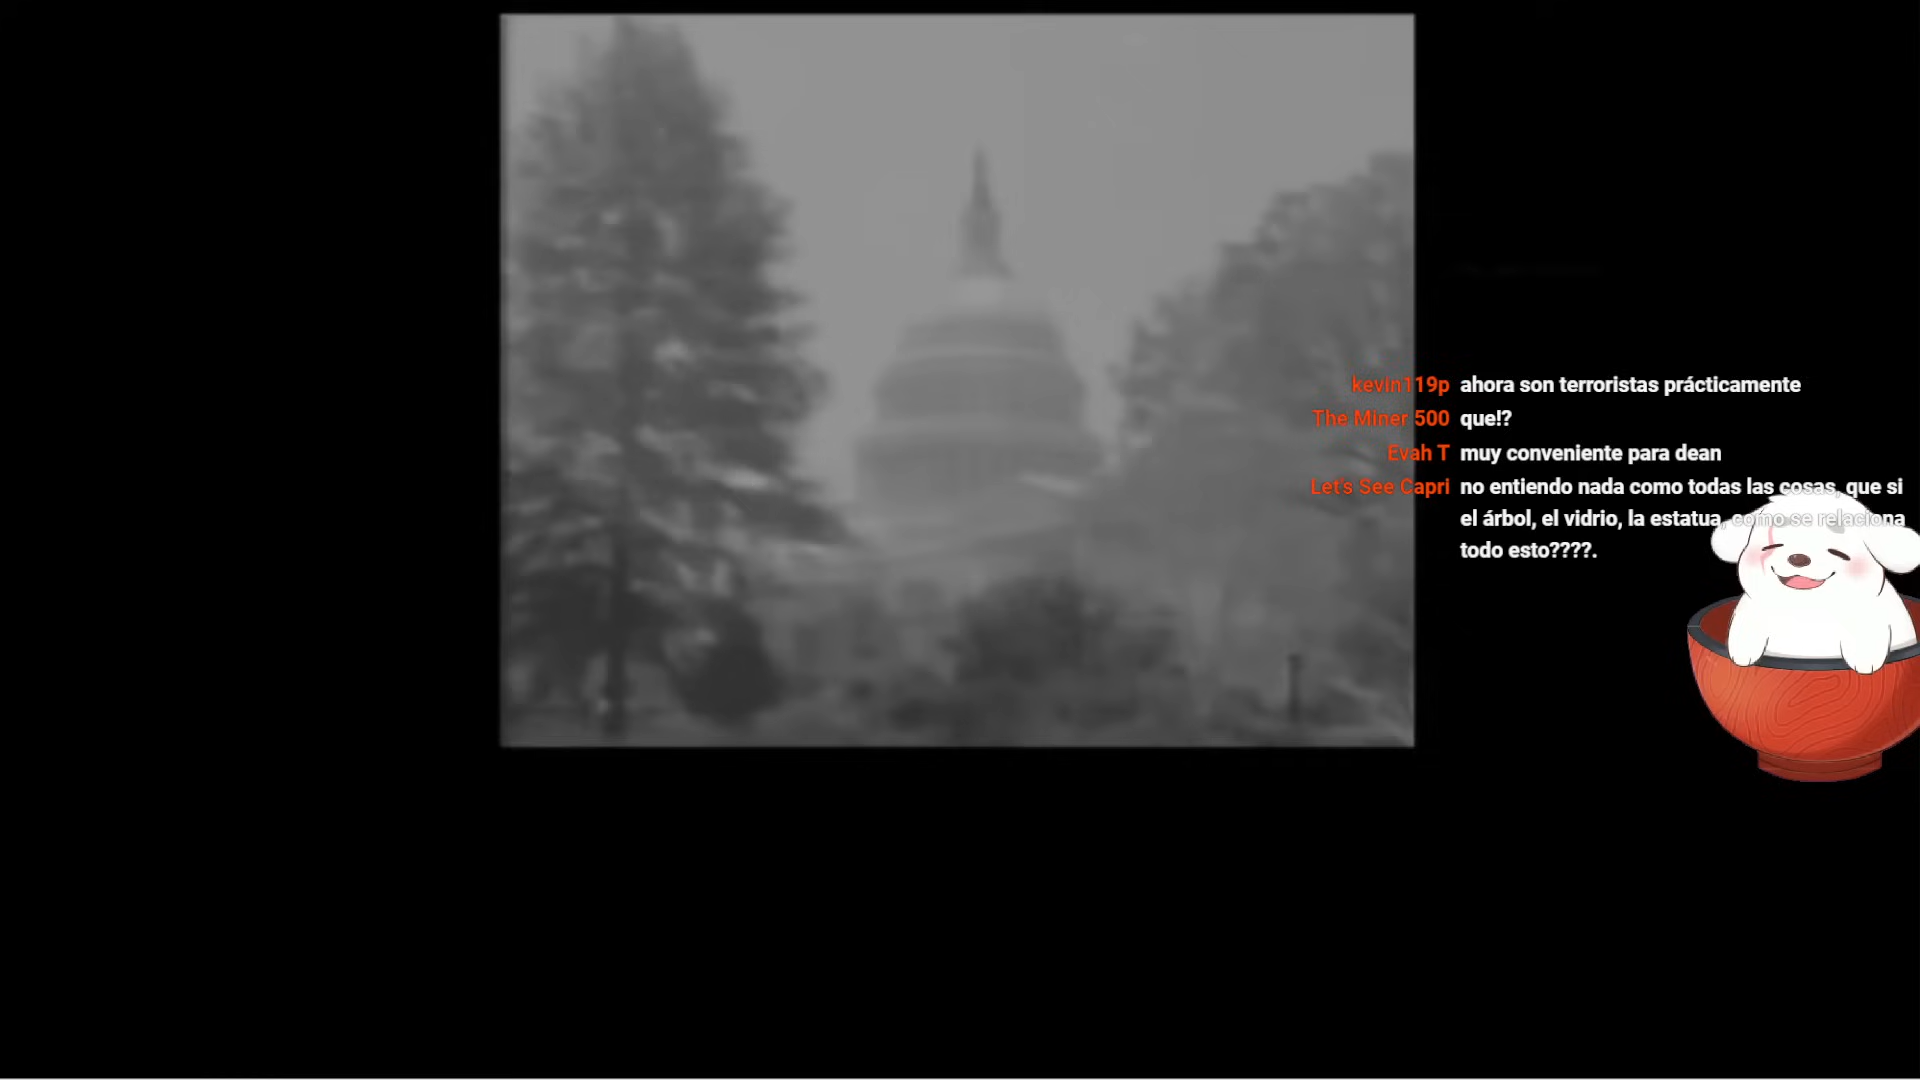 kevin119p ahora son terroristas prácticamente
The Miner 500 que!?
Evah T muy conveniente para dean
Let's See Capri no entiendo nada como todas las cosas, que si
el árbol, el vidrio, la estatua, como se relaciona
todo esto????.